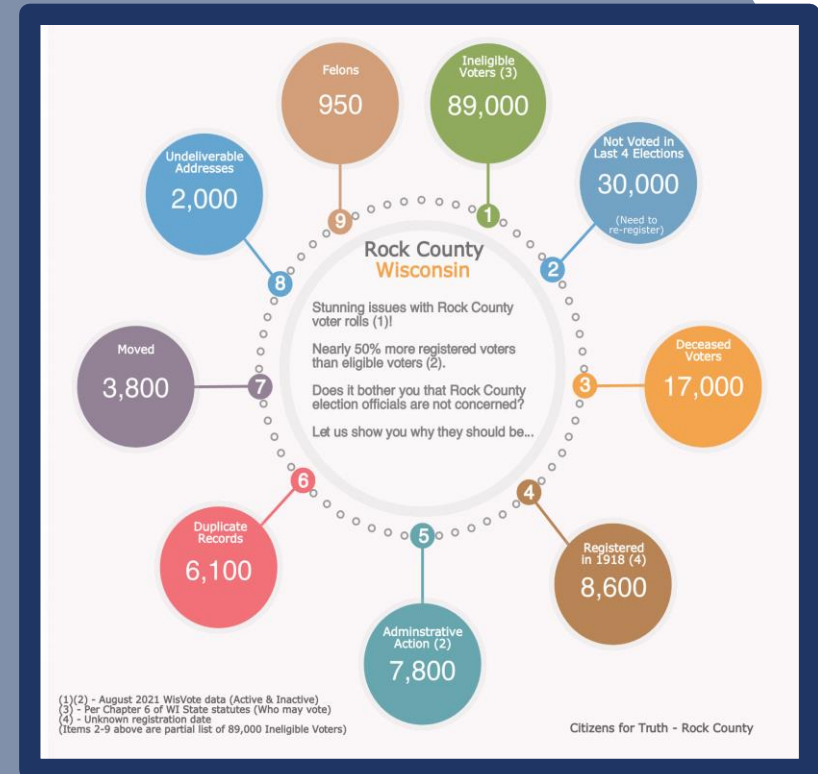 Rock County
Wisconsin
Stunning issues with Rock County
voter rolls (1)!
Nearly 50% more registered voters
than eligible voters (2).
Does it bother you that Rock County
election officials are not concerned?
Let us show you why they should be...
Ineligible
Voters (3)
89,000
1
Not Voted in
Last 4 Elections
30,000
(Need to
re-register)
2
Deceased
Voters
17,000
3
Registered
in 1918 (4)
8,600
4
Adminstrative
Action (2)
7,800
5
Duplicate
Records
6,100
6
Moved
3,800
7
Undeliverable
Addresses
2,000
8
Felons
950
9
(1)(2) - August 2021 WisVote data (Active & Inactive)
(3) - Per Chapter 6 of WI State statutes (Who may vote)
(4) - Unknown registration date
(Items 2-9 above are partial list of 89,000 Ineligible Voters)
Citizens for Truth - Rock County